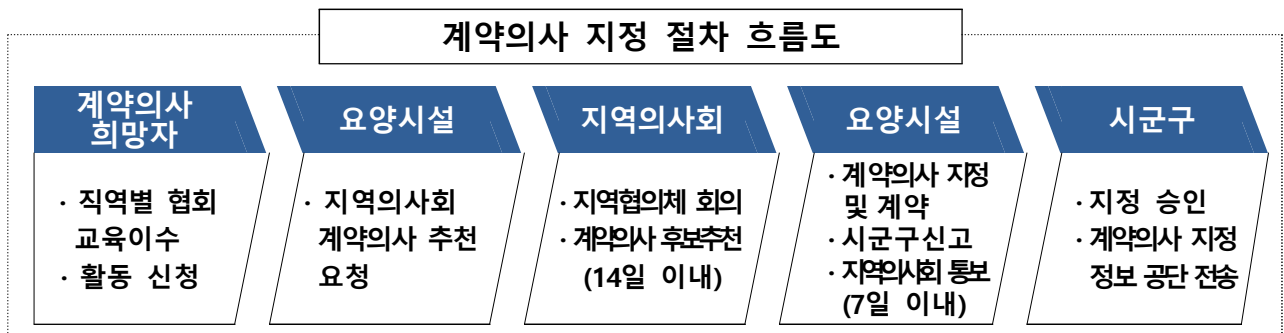 계약의사 지정 절차 흐름도
계약의사
희망자
· 직역별 협회
교육이수
· 활동 신청
요양시설
· 지역의사회
계약의사 추천
요청
지역의사회
· 지역협의체 회의
· 계약의사 후보추천
(14일 이내)
요양시설
· 계약의사 지정
및 계약
· 시군구신고
· 지역의사회 통보
(7일 이내)
시군구
· 지정 승인
· 계약의사 지정
정보 공단 전송